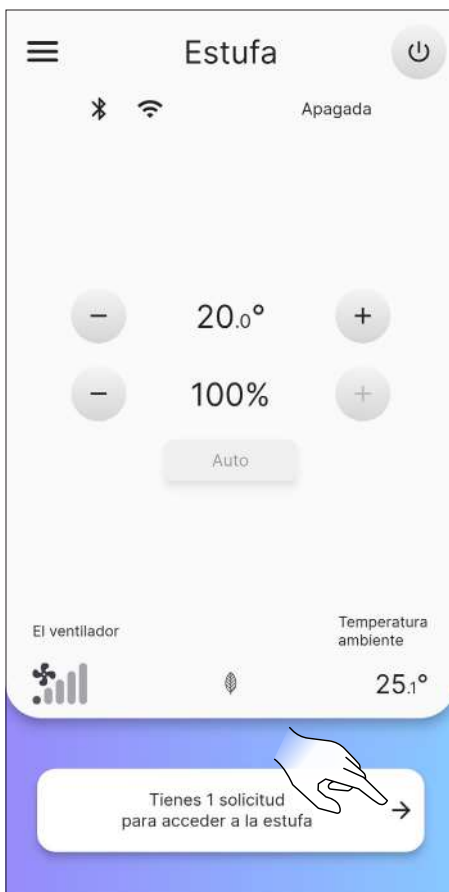 Estufa
Apagada
− 20.0° +
− 100% +
Auto
El ventilador
Temperatura
ambiente
25.1°
Tienes 1 solicitud
para acceder a la estufa